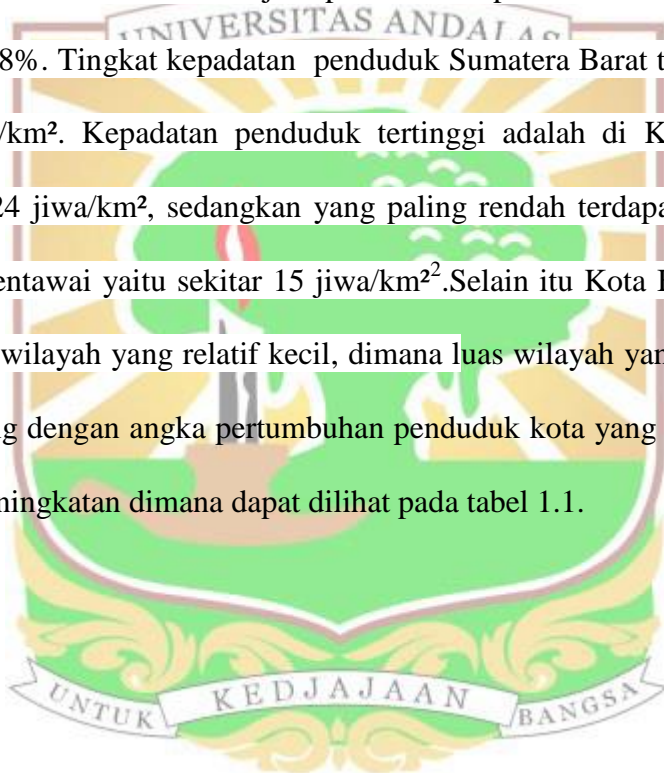 UNIVERSITAS ANDALAS
8%. Tingkat kepadatan penduduk Sumatera Barat t
/km². Kepadatan penduduk tertinggi adalah di K
24 jiwa/km², sedangkan yang paling rendah terdapa
entawai yaitu sekitar 15 jiwa/km²².Selain itu Kota
wilayah yang relatif kecil, dimana luas wilayah yan
g dengan angka pertumbuhan penduduk kota yang
ningkatan dimana dapat dilihat pada tabel 1.1.
UNTUK KEDJAJAAN BANGSA